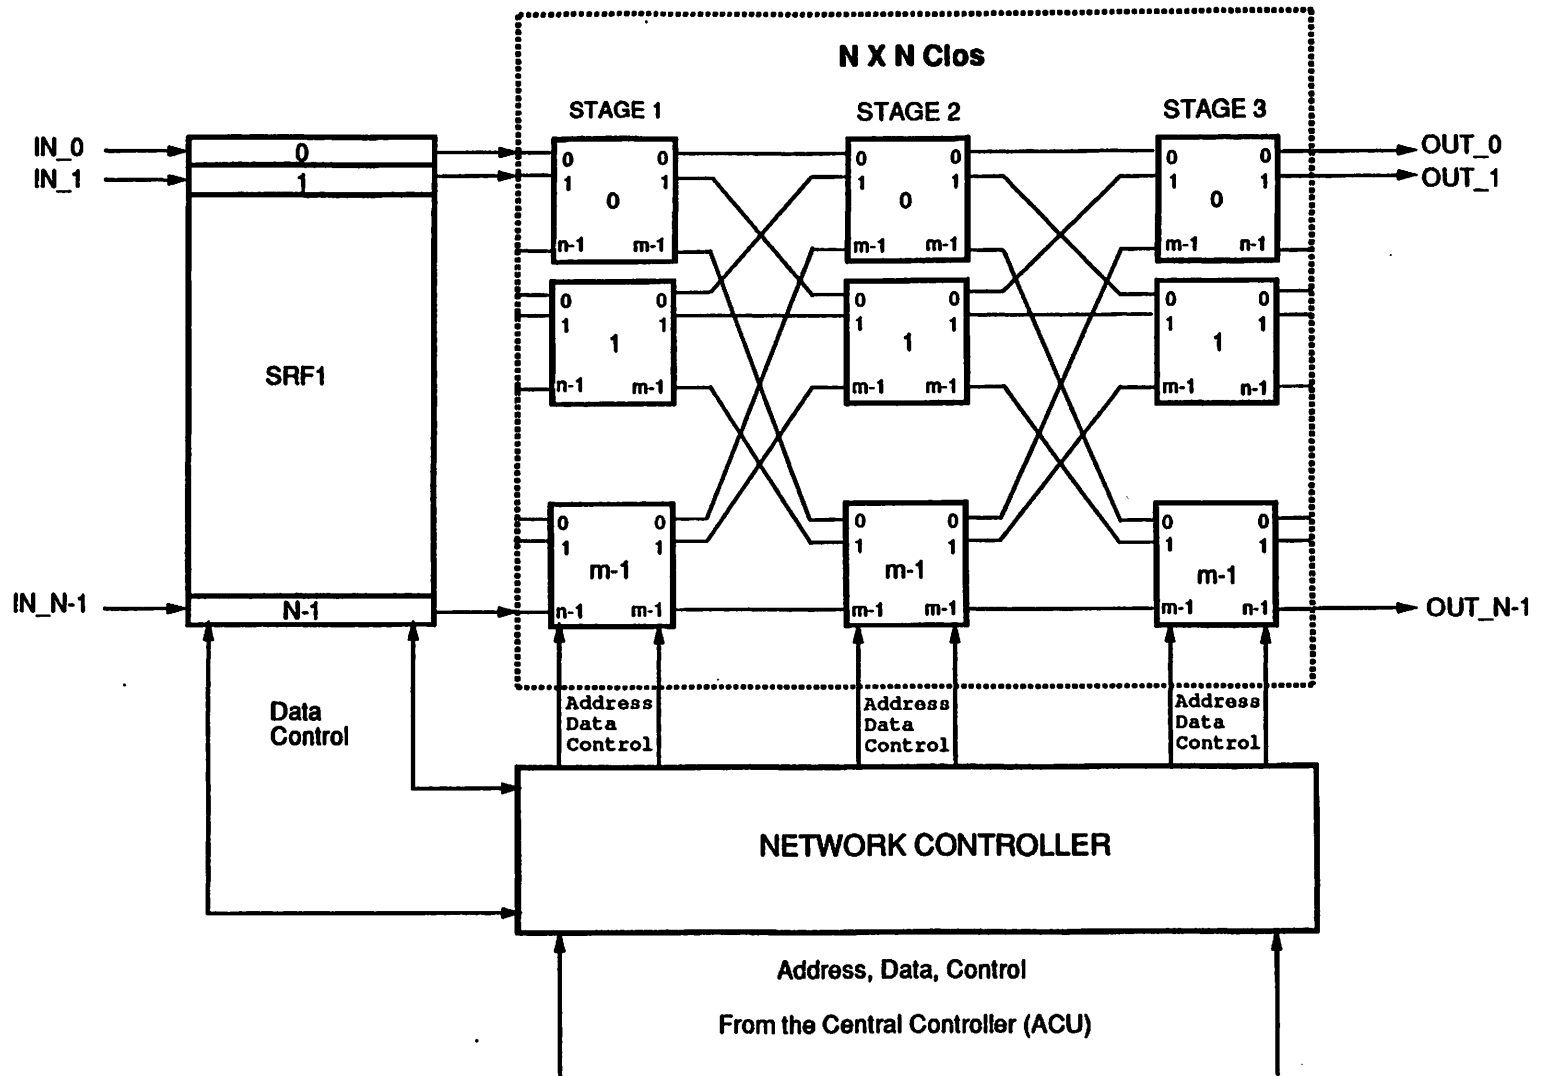 N X N Clos
STAGE 1 STAGE 2 STAGE 3
IN_0 0 0 0 0 0 0 0 OUT_0
IN_1 1 1 1 1 1 1 1 OUT_1
0 0 0
n-1 m-1 m-1 m-1 m-1 n-1
0 0 0 0 0 0
1 1 1 1 1 1
1 1 1
SRF1
n-1 m-1 m-1 m-1 m-1 n-1
0 0 0 0 0 0
1 1 1 1 1 1
m-1 m-1 m-1
IN_N-1 N-1 n-1 m-1 m-1 m-1 m-1 n-1 OUT_N-1
Data
Control
Address Address Address
Data Data Data
Control Control Control
NETWORK CONTROLLER
Address, Data, Control
From the Central Controller (ACU)